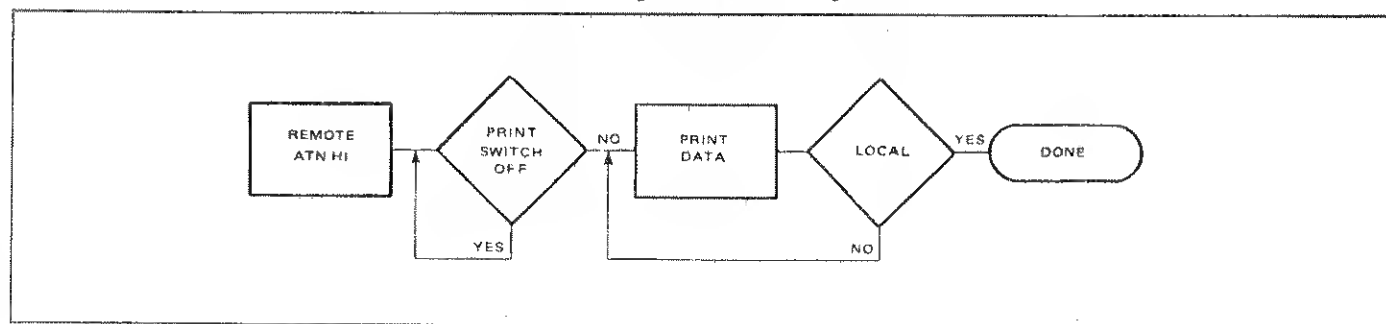 REMOTE
ATN HI
PRINT
SWITCH
OFF
YES
NO
PRINT
DATA
LOCAL
NO
YES
DONE